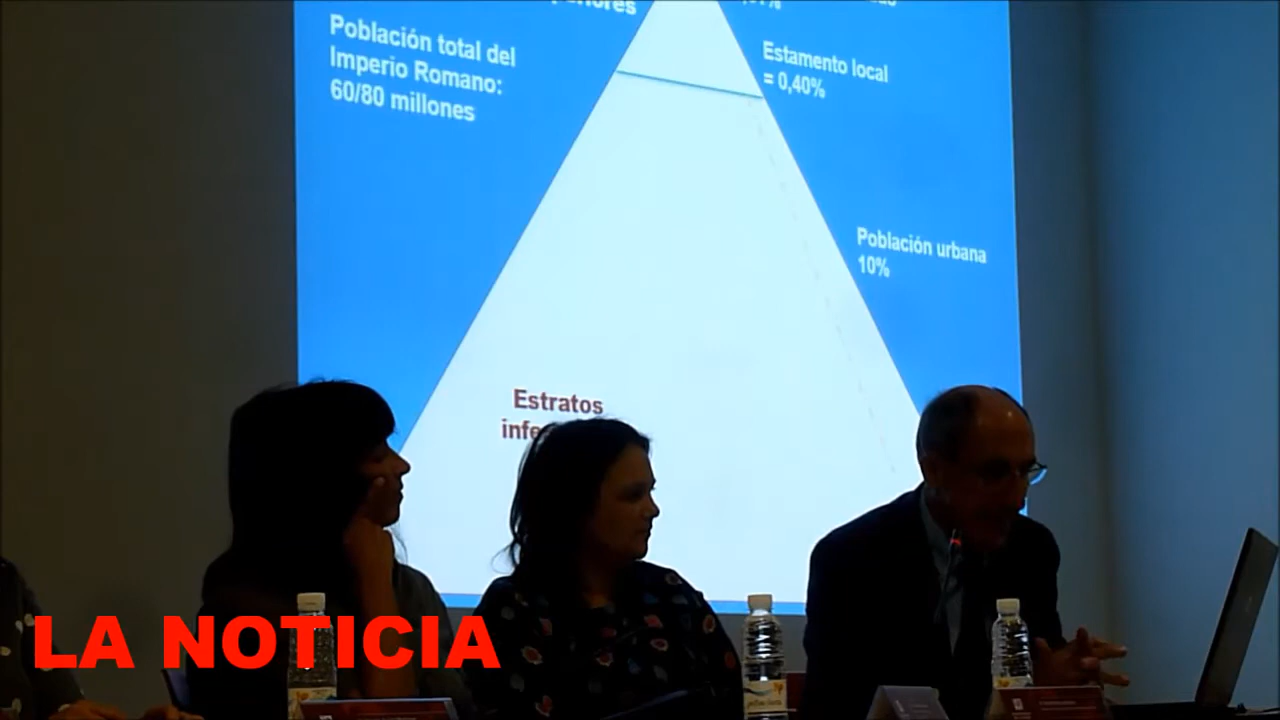 Población total del
Imperio Romano:
60/80 millones
Estamento local
= 0,40%
Población urbana
10%
Estratos
LA NOTICIA